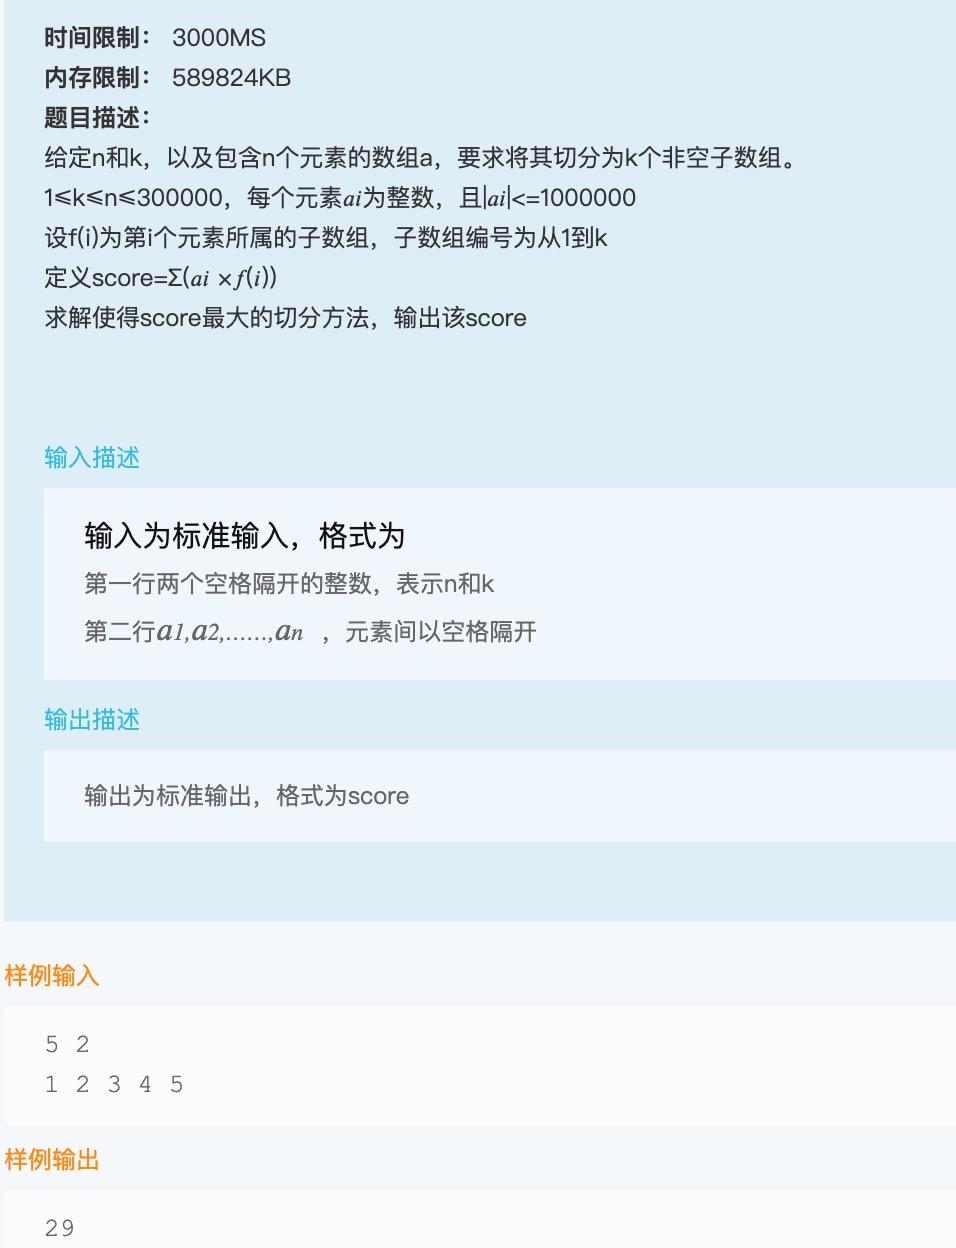 时间限制： 3000MS
内存限制： 589824KB
题目描述：
给定n和k，以及包含n个元素的数组a，要求将其切分为k个非空子数组。
1≤k≤n≤300000，每个元素ai为整数，且|ai|<=1000000
设f(i)为第i个元素所属的子数组，子数组编号为从1到k
定义score=Σ(ai ×f(i))
求解使得score最大的切分方法，输出该score
输入描述
输入为标准输入，格式为
第一行两个空格隔开的整数，表示n和k
第二行a1,a2,......,an ，元素间以空格隔开
输出描述
输出为标准输出，格式为score
样例输入
5 2
1 2 3 4 5
样例输出
29